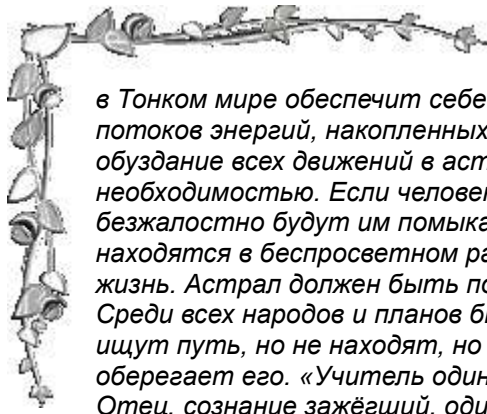 в Тонком мире обеспечит себе
потоков энергий, накопленных
обуздание всех движений в аст
необходимостью. Если человек
безжалостно будут им помыка
находятся в беспросветном ра
жизнь. Астрал должен быть по
Среди всех народов и планов б
ищут путь, но не находят, но
оберегает его. «Учитель один
Отец, сознание зажёгший, оди